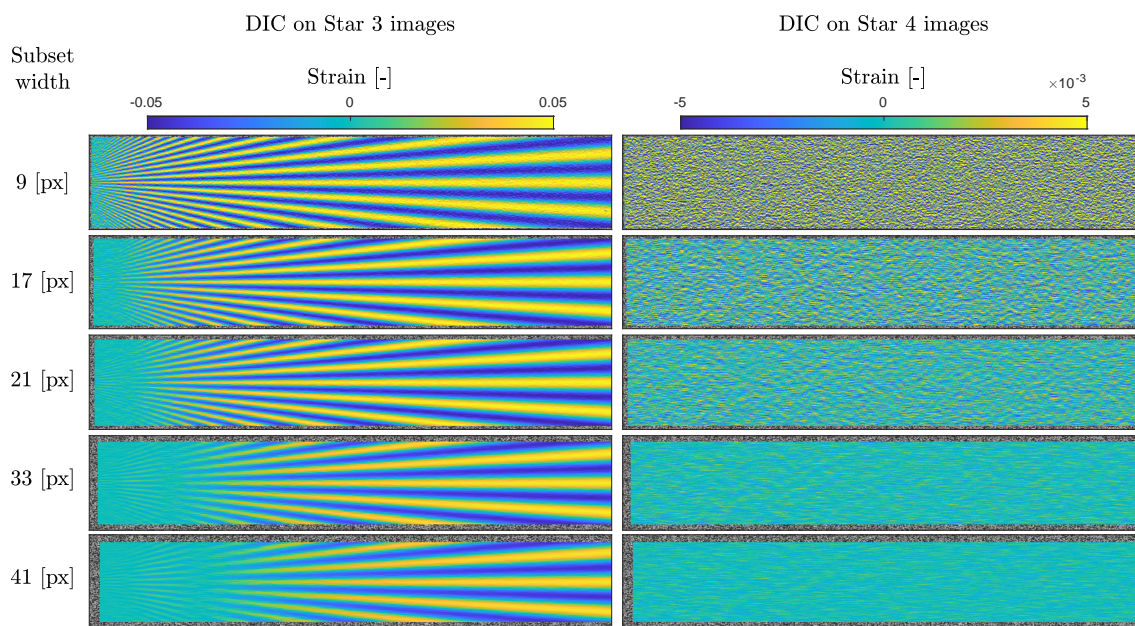 DIC on Star 3 images
DIC on Star 4 images
Subset
width
Strain [-]
Strain [-]
×10⁻³
-0.05
0
0.05
-5
0
5
9 [px]
17 [px]
21 [px]
33 [px]
41 [px]